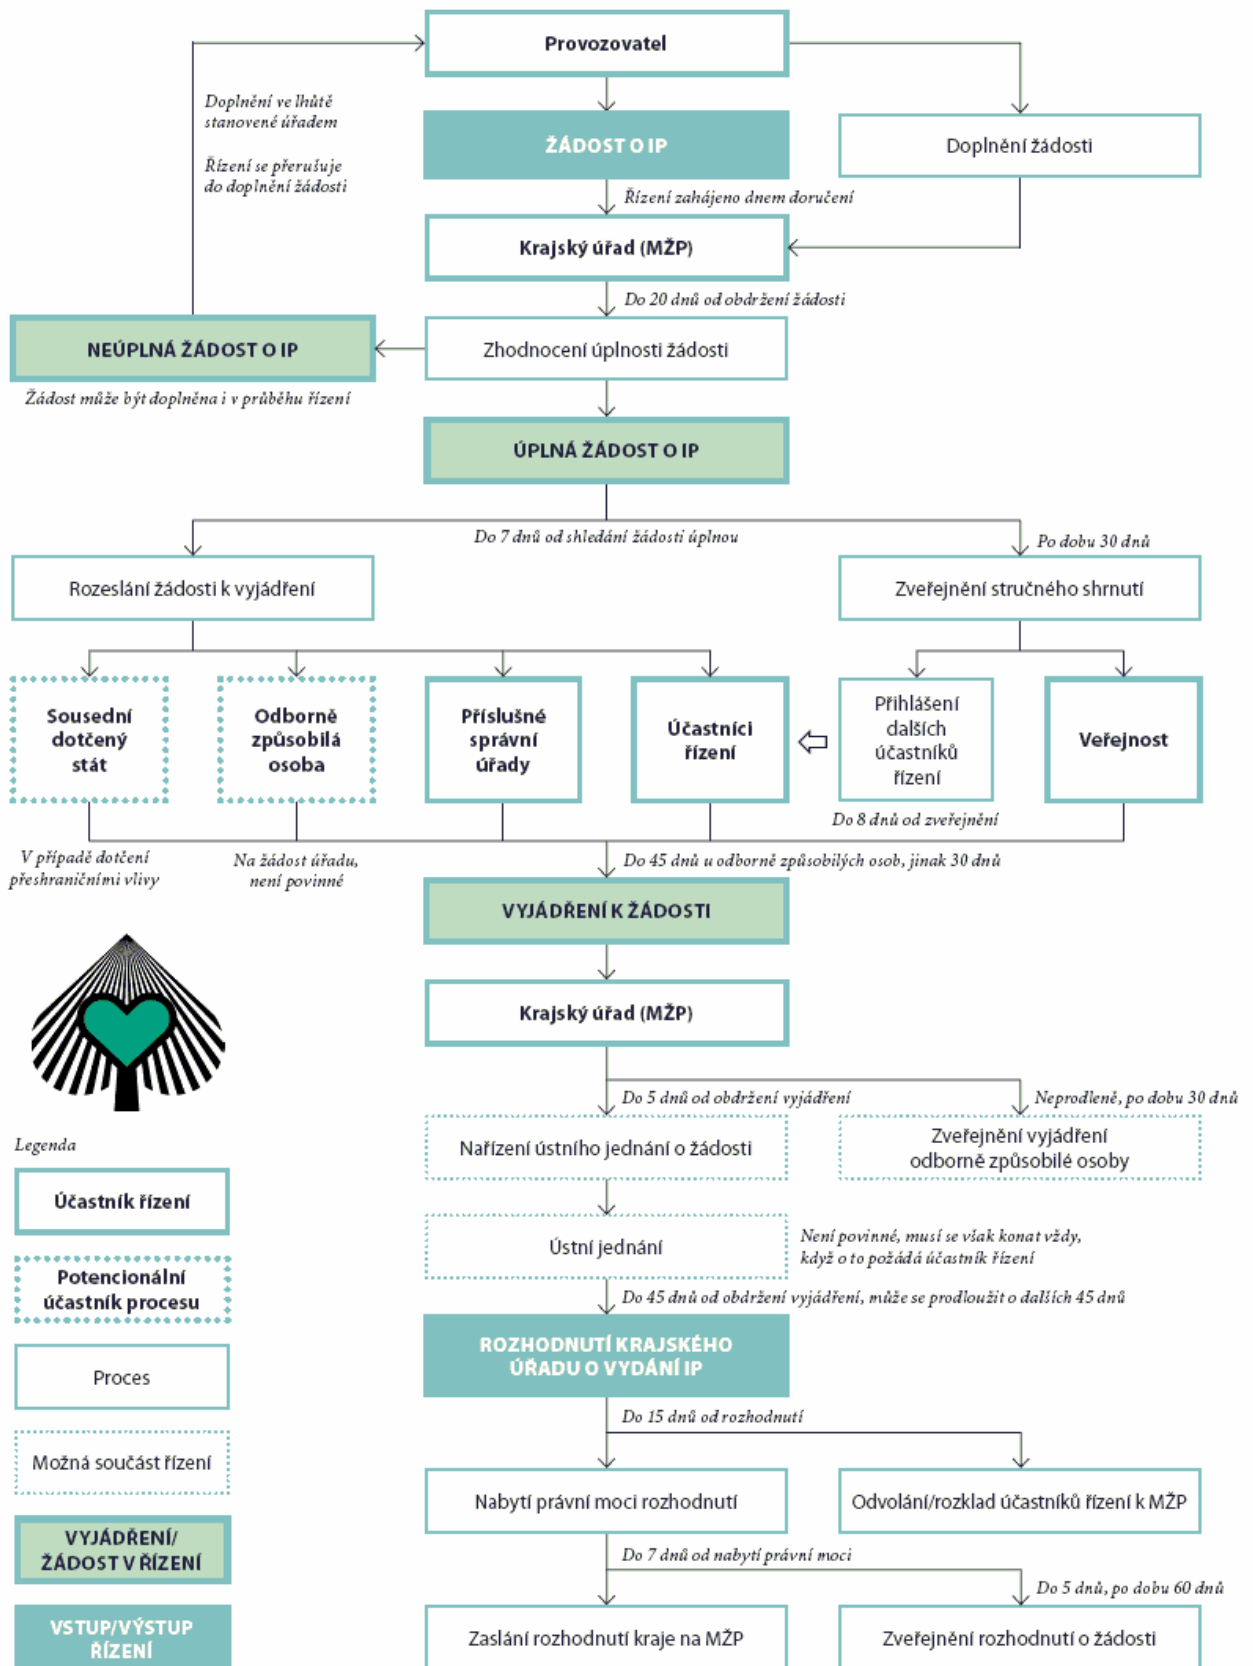 Provozovatel
Doplnění ve lhůtě
stanovené úřadem
Řízení se přerušuje
do doplnění žádosti
ŽÁDOST O IP
Doplnění žádosti
Řízení zahájeno dnem doručení
Krajský úřad (MŽP)
Do 20 dnů od obdržení žádosti
NEÚPLNÁ ŽÁDOST O IP
Zhodnocení úplnosti žádosti
Žádost může být doplněna i v průběhu řízení
ÚPLNÁ ŽÁDOST O IP
Do 7 dnů od shledání žádosti úplnou
Po dobu 30 dnů
Rozeslání žádosti k vyjádření
Zveřejnění stručného shrnutí
Sousední
dotčený
stát
Odborně
způsobilá
osoba
Příslušné
správní
úřady
Účastníci
řízení
Přihlášení
dalších
účastníků
řízení
Veřejnost
Do 8 dnů od zveřejnění
V případě dotčení
přeshraničními vlivy
Na žádost úřadu,
není povinné
Do 45 dnů u odborně způsobilých osob, jinak 30 dnů
VYJÁDŘENÍ K ŽÁDOSTI
Krajský úřad (MŽP)
Do 5 dnů od obdržení vyjádření
Neprodleně, po dobu 30 dnů
Nařízení ústního jednání o žádosti
Zveřejnění vyjádření
odborně způsobilé osoby
Ústní jednání
Není povinné, musí se však konat vždy,
když o to požádá účastník řízení
Do 45 dnů od obdržení vyjádření, může se prodloužit o dalších 45 dnů
ROZHODNUTÍ KRAJSKÉHO
ÚŘADU O VYDÁNÍ IP
Do 15 dnů od rozhodnutí
Nabytí právní moci rozhodnutí
Odvolání/rozklad účastníků řízení k MŽP
Do 7 dnů od nabytí právní moci
Do 5 dnů, po dobu 60 dnů
Zaslání rozhodnutí kraje na MŽP
Zveřejnění rozhodnutí o žádosti
Legenda
Účastník řízení
Potencionální
účastník procesu
Proces
Možná součást řízení
VYJÁDŘENÍ/
ŽÁDOST V ŘÍZENÍ
VSTUP/VÝSTUP
ŘÍZENÍ